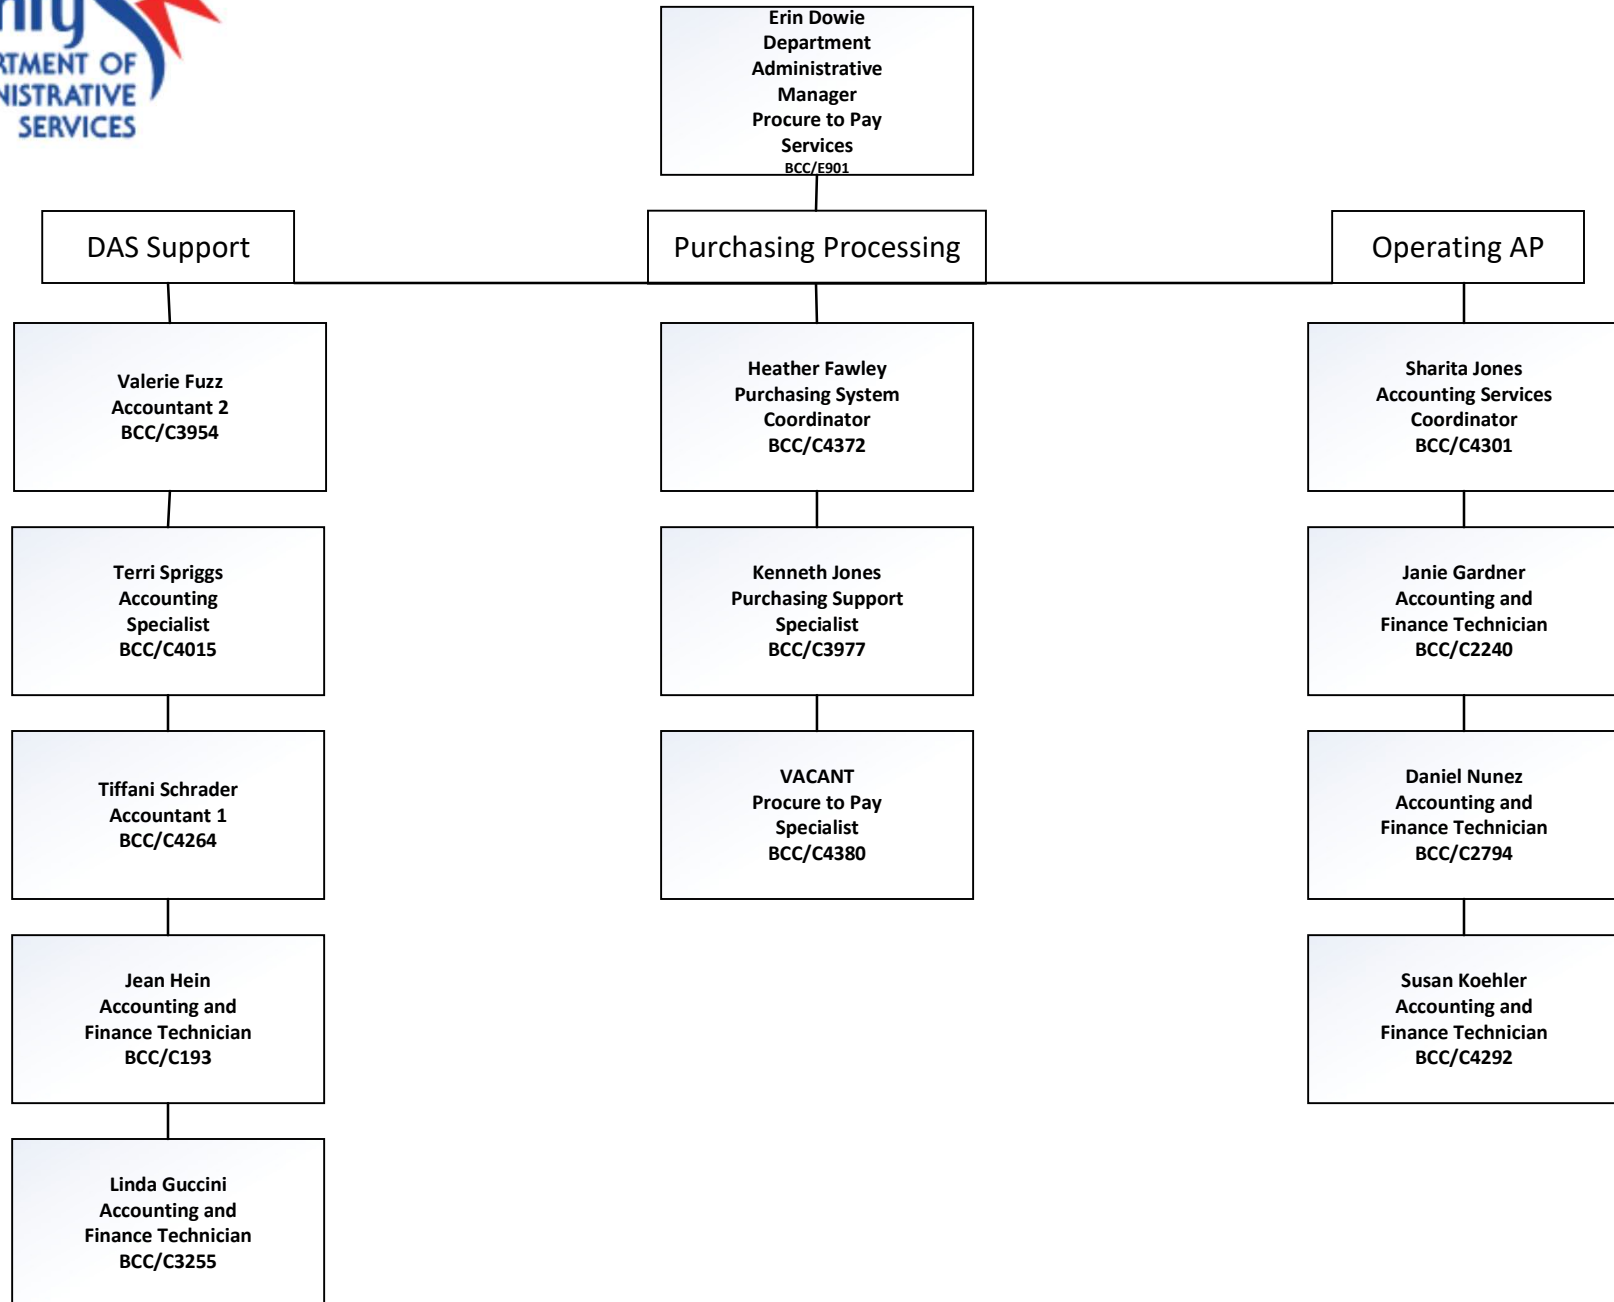 DEPARTMENT OF
ADMINISTRATIVE
SERVICES
Erin Dowie
Department
Administrative
Manager
Procure to Pay
Services
BCC/E901
DAS Support
Purchasing Processing
Operating AP
Valerie Fuzz
Accountant 2
BCC/C3954
Terri Spriggs
Accounting
Specialist
BCC/C4015
Tiffani Schrader
Accountant 1
BCC/C4264
Jean Hein
Accounting and
Finance Technician
BCC/C193
Linda Guccini
Accounting and
Finance Technician
BCC/C3255
Heather Fawley
Purchasing System
Coordinator
BCC/C4372
Kenneth Jones
Purchasing Support
Specialist
BCC/C3977
VACANT
Procure to Pay
Specialist
BCC/C4380
Sharita Jones
Accounting Services
Coordinator
BCC/C4301
Janie Gardner
Accounting and
Finance Technician
BCC/C2240
Daniel Nunez
Accounting and
Finance Technician
BCC/C2794
Susan Koehler
Accounting and
Finance Technician
BCC/C4292